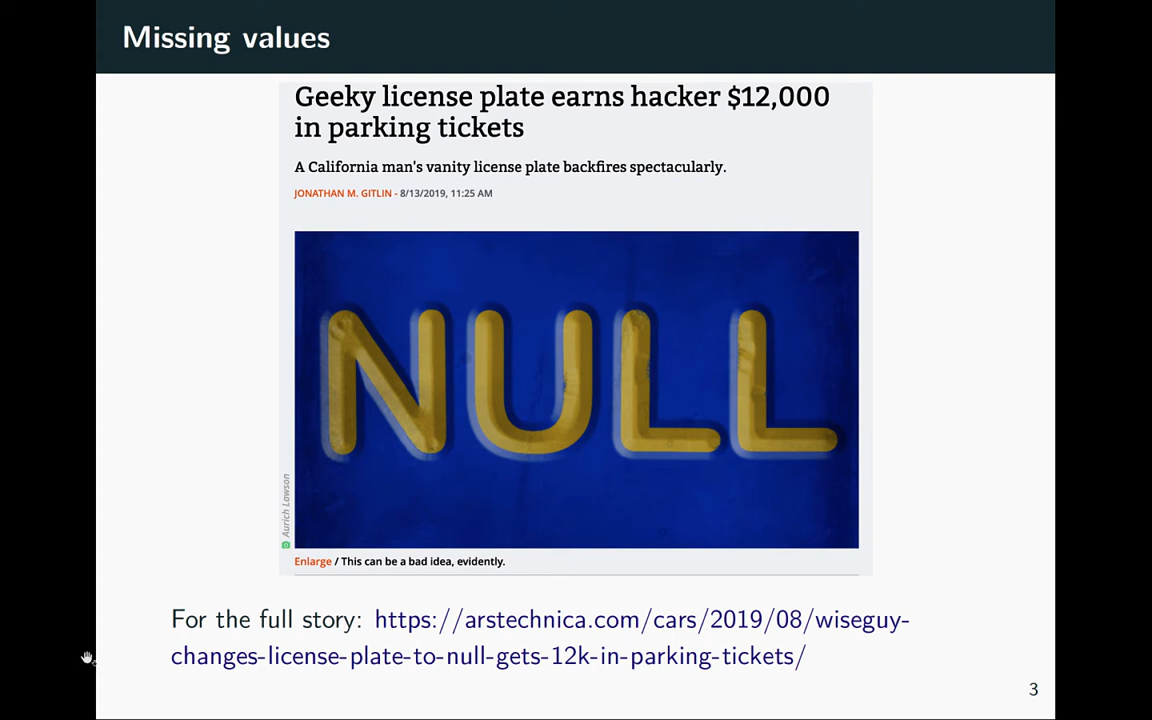 Missing values
Geeky license plate earns hacker $12,000
in parking tickets
A California man's vanity license plate backfires spectacularly.
JONATHAN M. GITLIN - 8/13/2019, 11:25 AM
NULL
Aurich Lawson
Enlarge / This can be a bad idea, evidently.
For the full story: https://arstechnica.com/cars/2019/08/wiseguy-
changes-license-plate-to-null-gets-12k-in-parking-tickets/
3